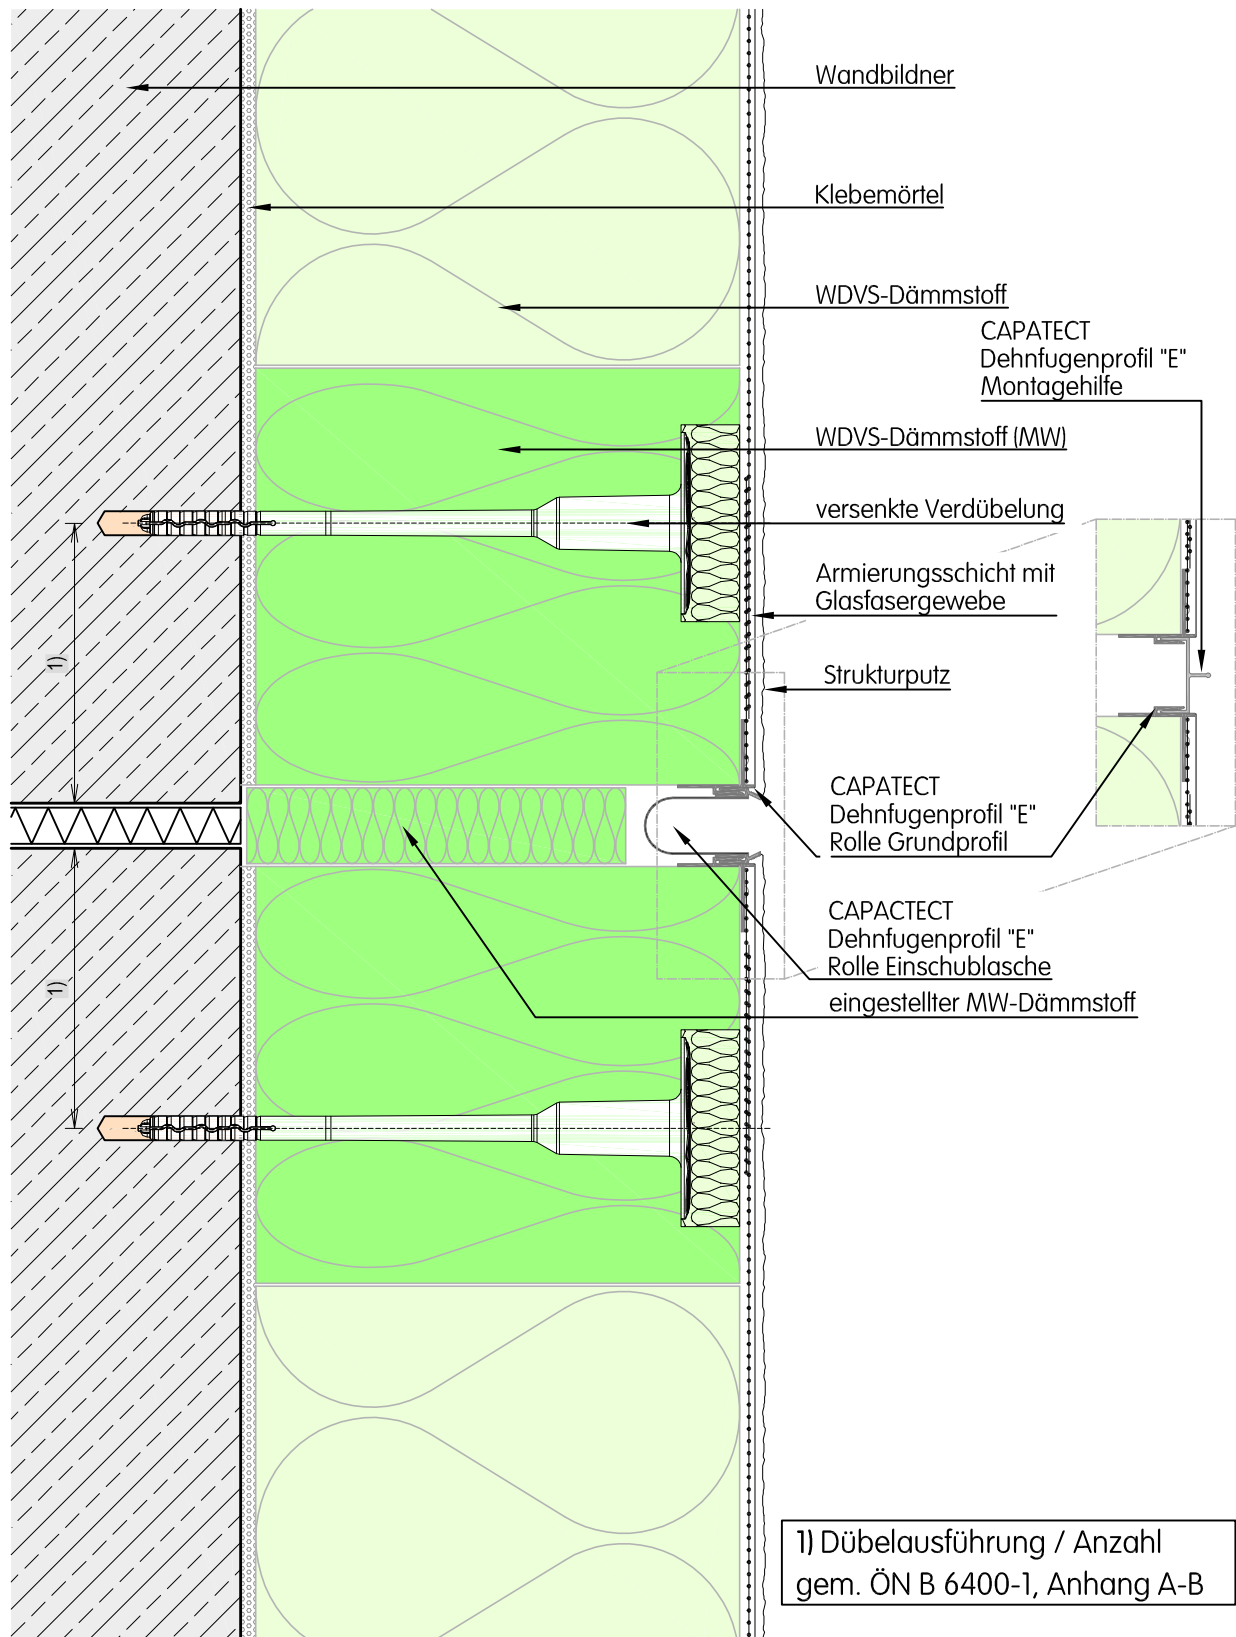 Wandbildner
Klebemörtel
WDVS-Dämmstoff
CAPATECT
Dehnfugenprofil "E"
Montagehilfe
WDVS-Dämmstoff (MW)
versenkte Verdübelung
Armierungsschicht mit
Glasfasergewebe
1)
Strukturputz
CAPATECT
Dehnfugenprofil "E"
Rolle Grundprofil
CAPACTECT
Dehnfugenprofil "E"
Rolle Einschublasche
1)
eingestellter MW-Dämmstoff
1) Dübelausführung / Anzahl
gem. ÖN B 6400-1, Anhang A-B